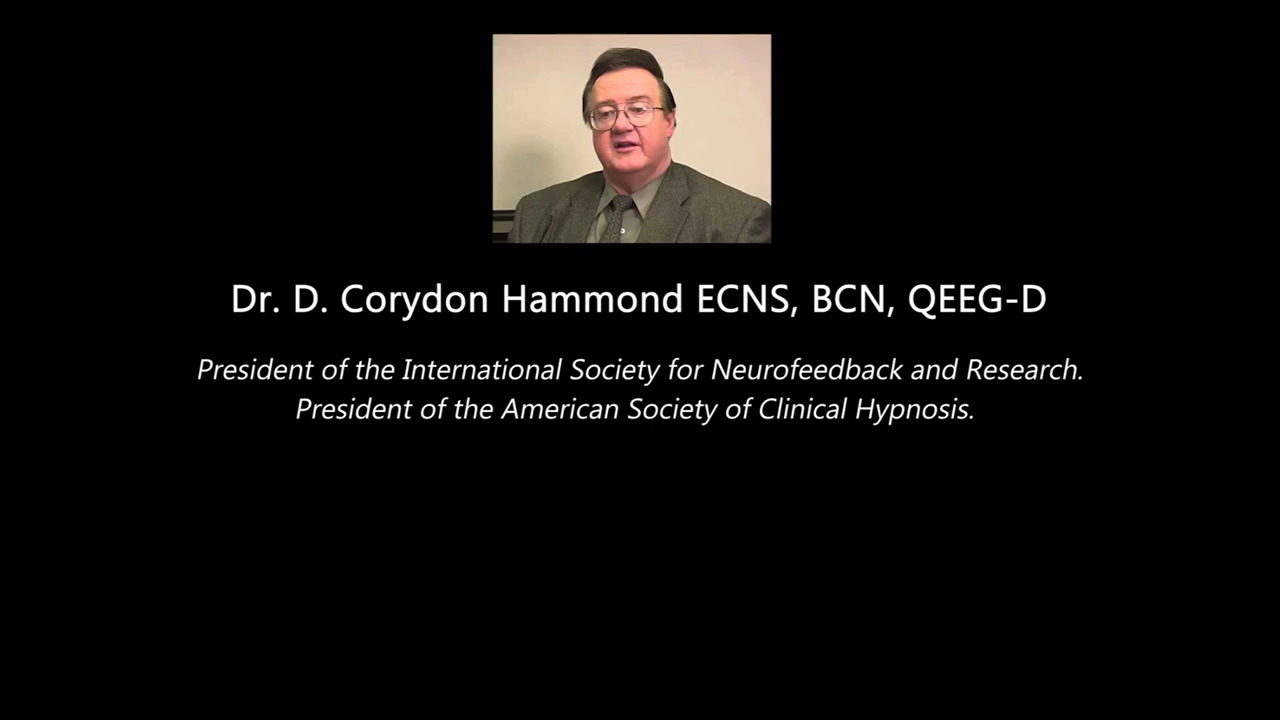 Dr. D. Corydon Hammond ECNS, BCN, QEEG-D
President of the International Society for Neurofeedback and Research.
President of the American Society of Clinical Hypnosis.